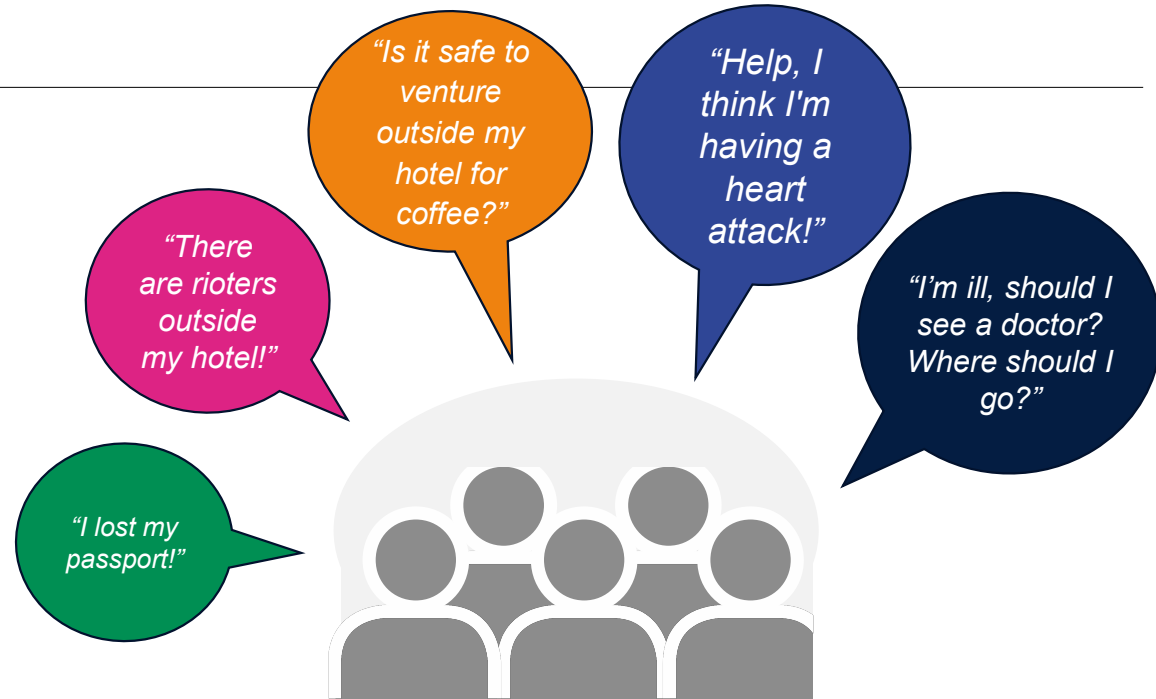 “Is it safe to
venture
outside my
hotel for
coffee?”
“Help, I
think I'm
having a
heart
attack!”
“There
are rioters
outside
my hotel!”
“I’m ill, should I
see a doctor?
Where should I
go?”
“I lost my
passport!”